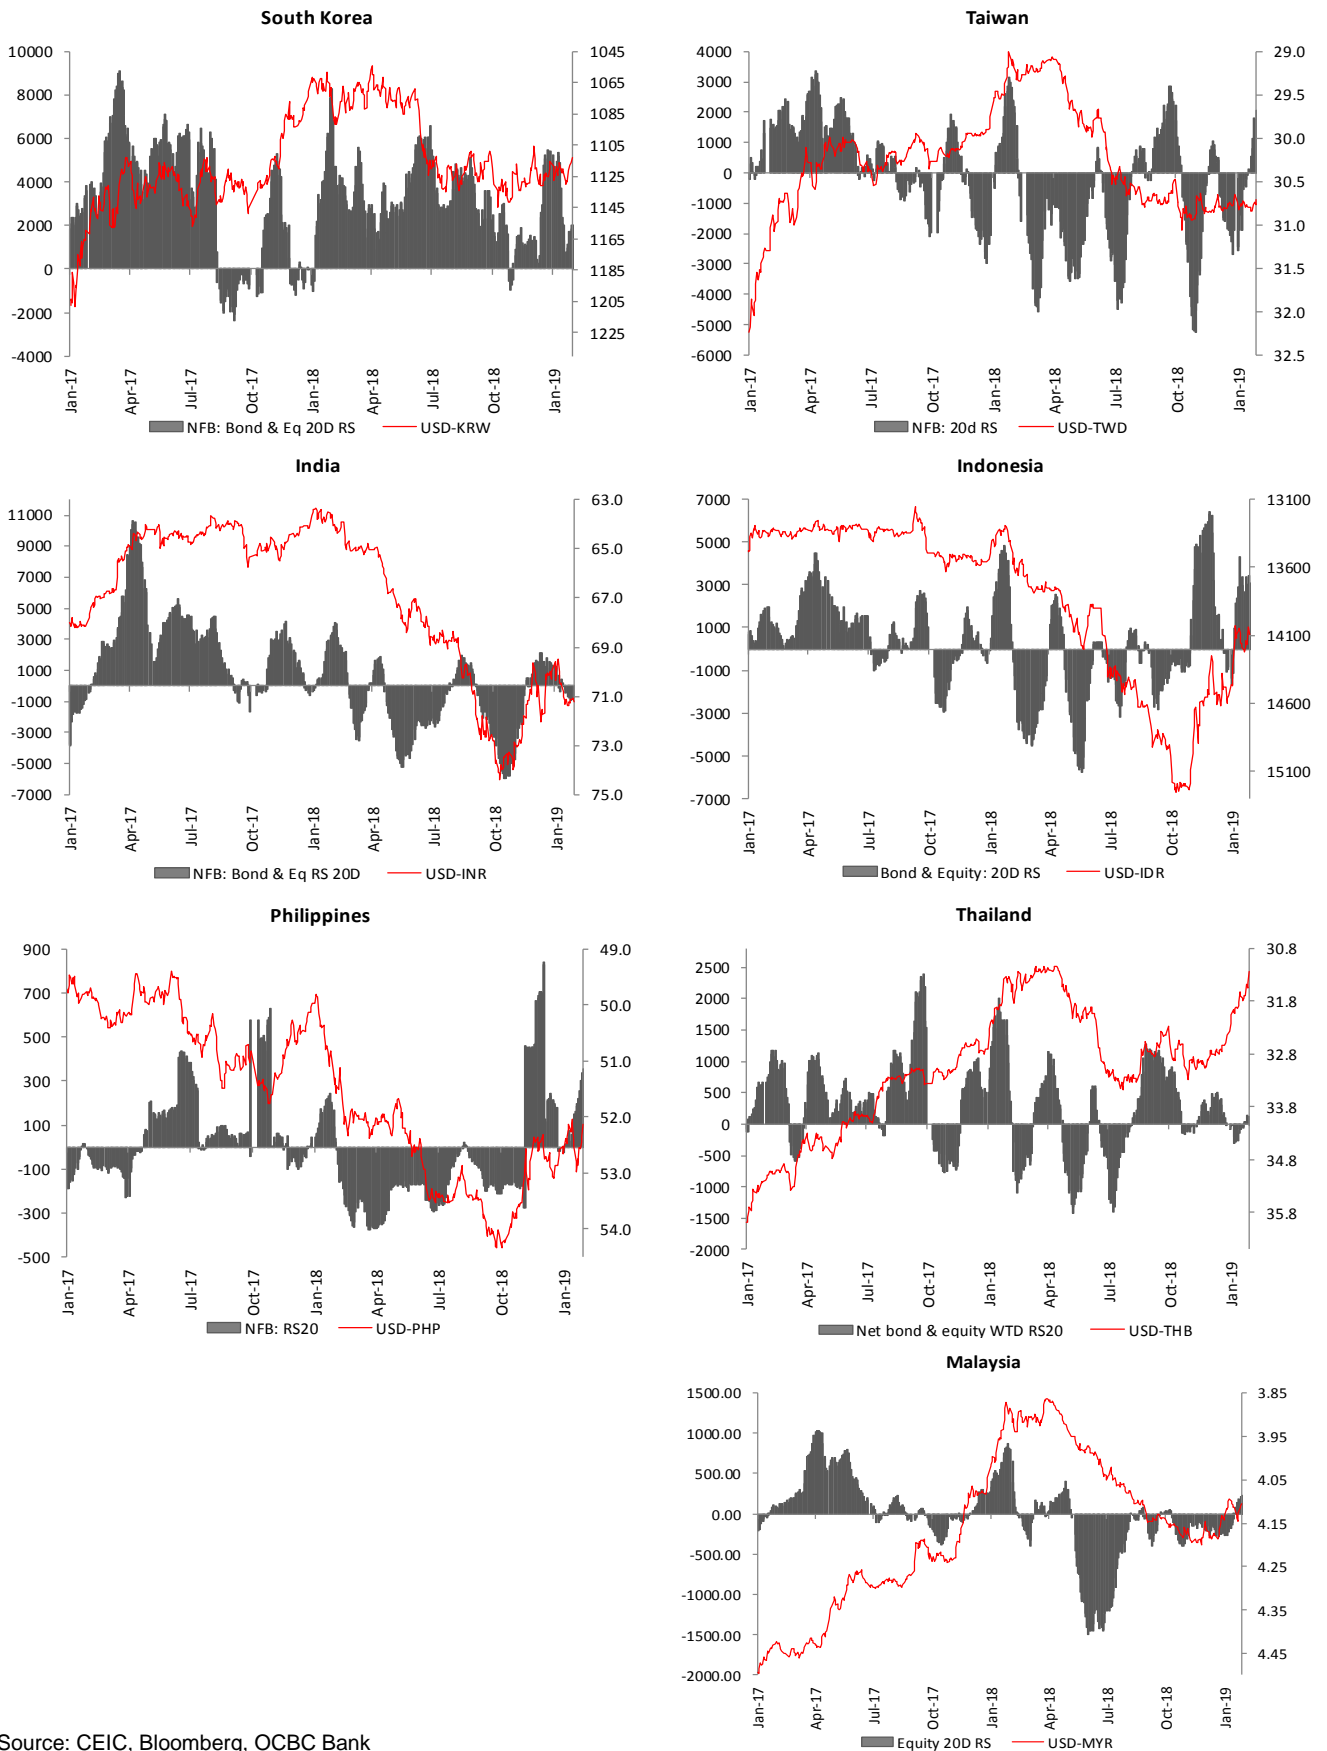 South Korea
10000
8000
6000
4000
2000
0
-2000
-4000
1045
1065
1085
1105
1125
1145
1165
1185
1205
1225
Jan-17
Apr-17
Jul-17
Oct-17
Jan-18
Apr-18
Jul-18
Oct-18
Jan-19
NFB: Bond & Eq 20D RS USD-KRW
Taiwan
4000
3000
2000
1000
0
-1000
-2000
-3000
-4000
-5000
-6000
29.0
29.5
30.0
30.5
31.0
31.5
32.0
32.5
Jan-17
Apr-17
Jul-17
Oct-17
Jan-18
Apr-18
Jul-18
Oct-18
Jan-19
NFB: 20d RS USD-TWD
India
11000
9000
7000
5000
3000
1000
-1000
-3000
-5000
-7000
63.0
65.0
67.0
69.0
71.0
73.0
75.0
Jan-17
Apr-17
Jul-17
Oct-17
Jan-18
Apr-18
Jul-18
Oct-18
Jan-19
NFB: Bond & Eq RS 20D USD-INR
Indonesia
7000
5000
3000
1000
-1000
-3000
-5000
-7000
13100
13600
14100
14600
15100
Jan-17
Apr-17
Jul-17
Oct-17
Jan-18
Apr-18
Jul-18
Oct-18
Jan-19
Bond & Equity: 20D RS USD-IDR
Philippines
900
700
500
300
100
-100
-300
-500
49.0
50.0
51.0
52.0
53.0
54.0
Jan-17
Apr-17
Jul-17
Oct-17
Jan-18
Apr-18
Jul-18
Oct-18
Jan-19
NFB: RS20 USD-PHP
Thailand
2500
2000
1500
1000
500
0
-500
-1000
-1500
-2000
30.8
31.8
32.8
33.8
34.8
35.8
Jan-17
Apr-17
Jul-17
Oct-17
Jan-18
Apr-18
Jul-18
Oct-18
Jan-19
Net bond & equity WTD RS20 USD-THB
Malaysia
1500.00
1000.00
500.00
0.00
-500.00
-1000.00
-1500.00
-2000.00
3.85
3.95
4.05
4.15
4.25
4.35
4.45
Jan-17
Apr-17
Jul-17
Oct-17
Jan-18
Apr-18
Jul-18
Oct-18
Jan-19
Equity 20D RS USD-MYR
Source: CEIC, Bloomberg, OCBC Bank